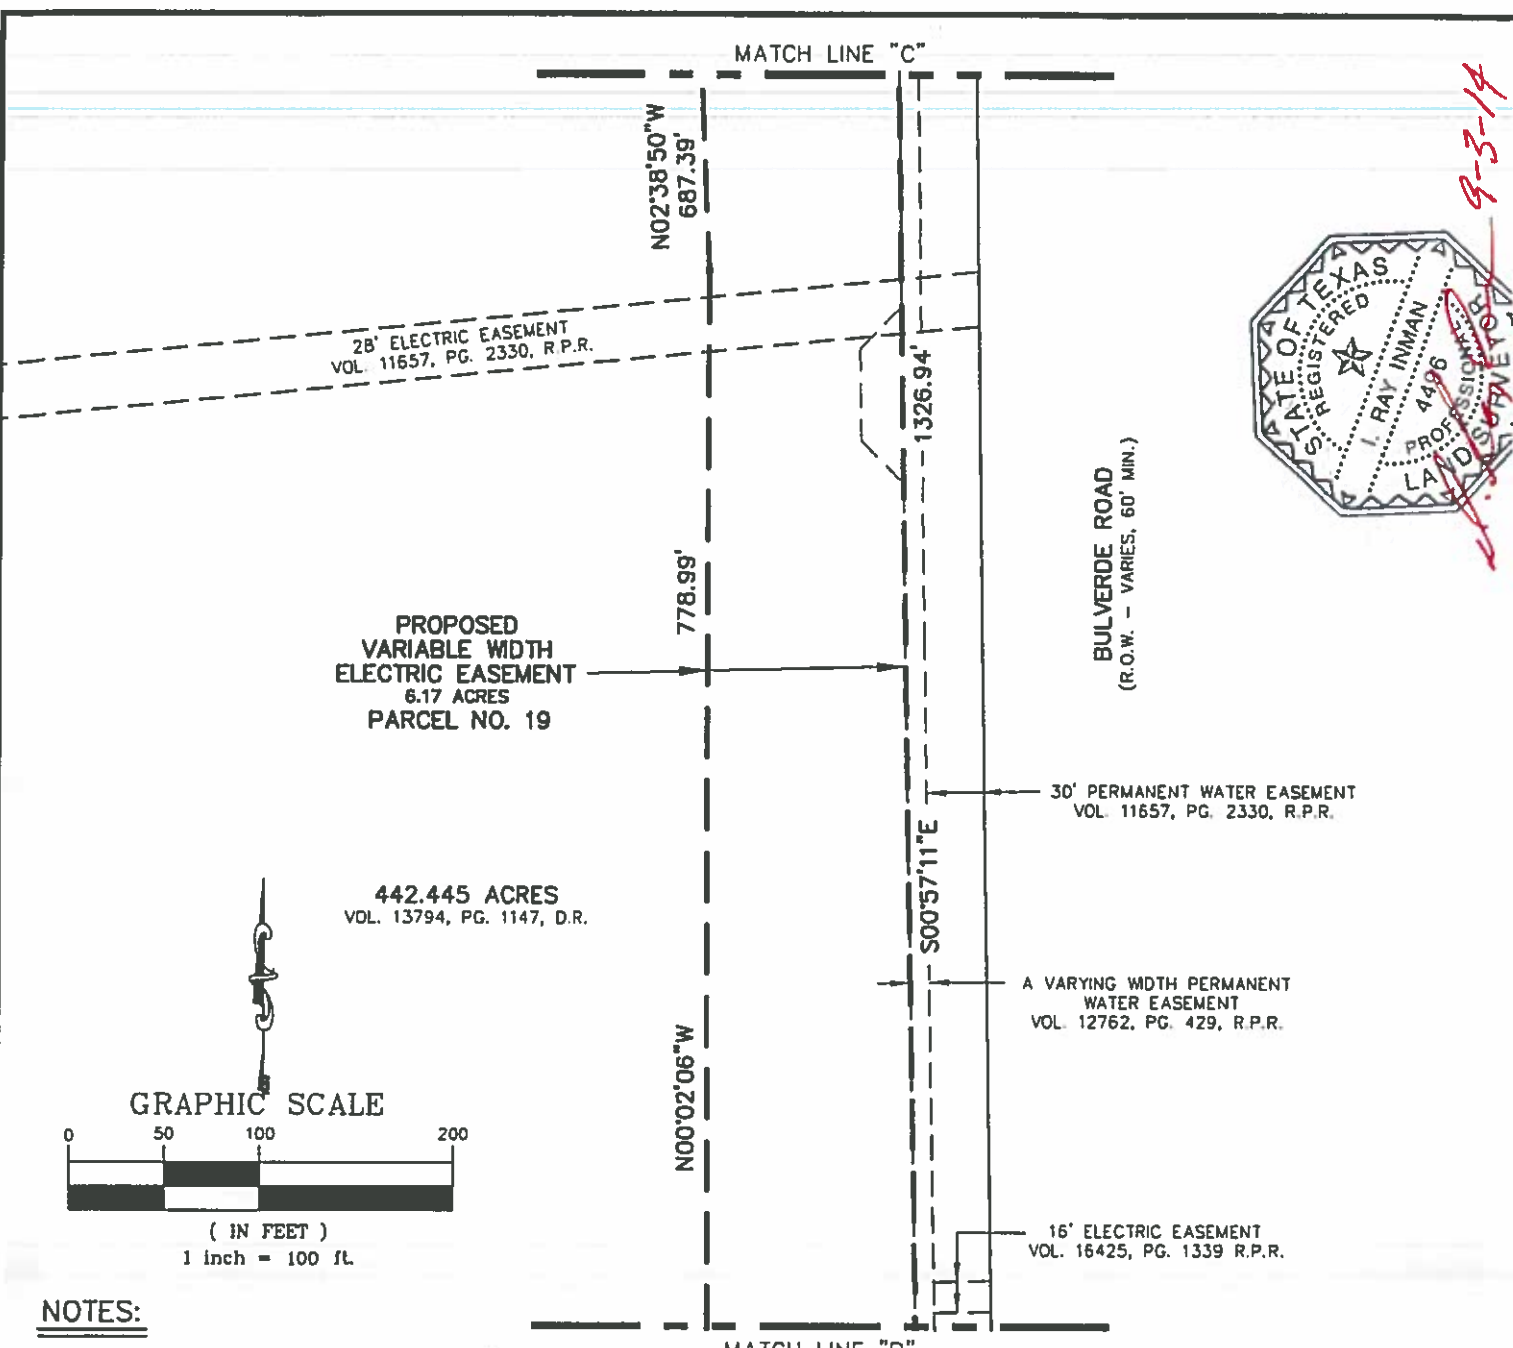 MATCH LINE "C"
N02°38'50"W
687.39'
9-3-14
28' ELECTRIC EASEMENT
VOL. 11657, PG. 2330, R.P.R.
1326.94'
STATE OF TEXAS
REGISTERED
I. RAY INMAN
4496
PROFESSIONAL
LAND SURVEYOR
BULVERDE ROAD
(R.O.W. - VARIES, 60' MIN.)
778.99'
PROPOSED
VARIABLE WIDTH
ELECTRIC EASEMENT
6.17 ACRES
PARCEL NO. 19
30' PERMANENT WATER EASEMENT
VOL. 11657, PG. 2330, R.P.R.
S00°57'11"E
442.445 ACRES
VOL. 13794, PG. 1147, D.R.
A VARYING WIDTH PERMANENT
WATER EASEMENT
VOL. 12762, PG. 429, R.P.R.
N00°02'06"W
GRAPHIC SCALE
0 50 100 200
( IN FEET )
1 inch = 100 ft.
16' ELECTRIC EASEMENT
VOL. 16425, PG. 1339 R.P.R.
NOTES:
MATCH LINE